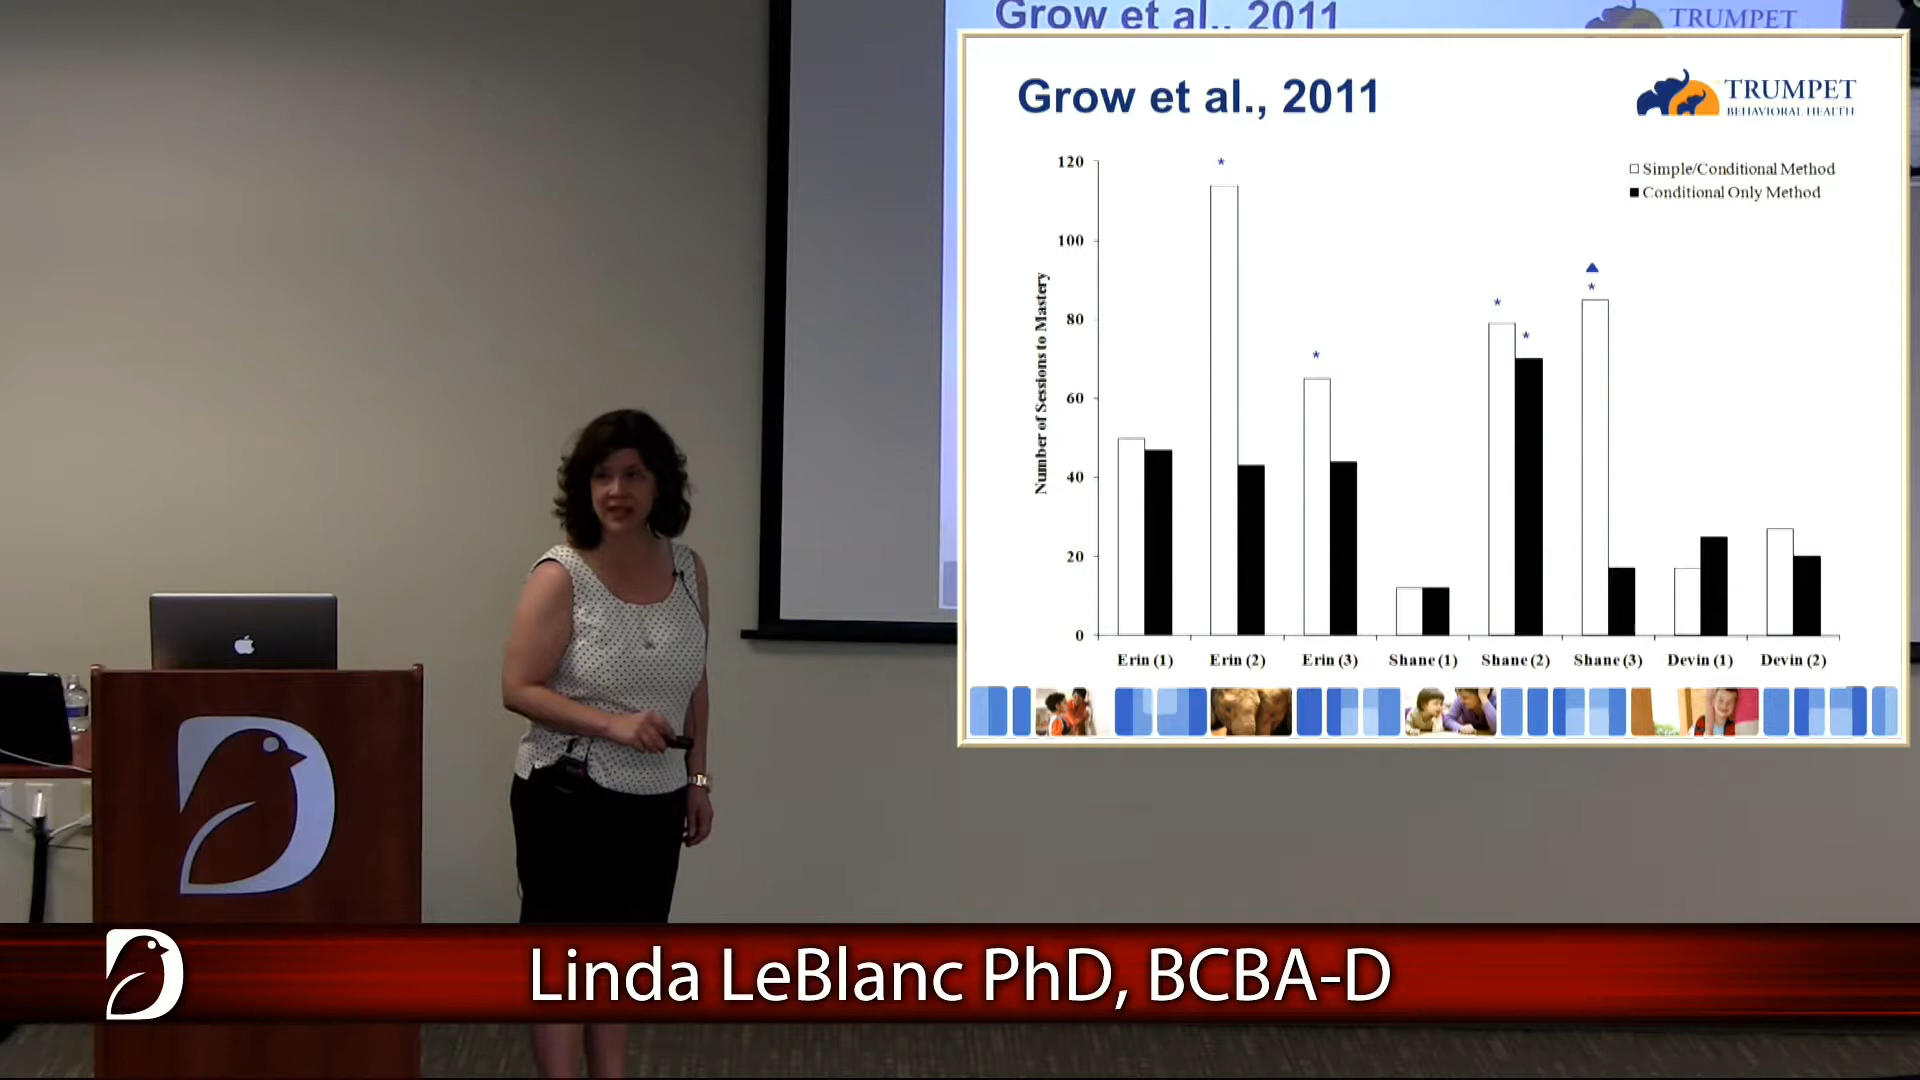 Grow et al., 2011
TRUMPET
Grow et al., 2011
TRUMPET
BEHAVIORAL HEALTH
Simple/Conditional Method
Conditional Only Method
Number of Sessions to Mastery
120
100
80
60
40
20
0
Erin (1)
Erin (2)
Erin (3)
Shane (1)
Shane (2)
Shane (3)
Devin (1)
Devin (2)
Linda LeBlanc PhD, BCBA-D